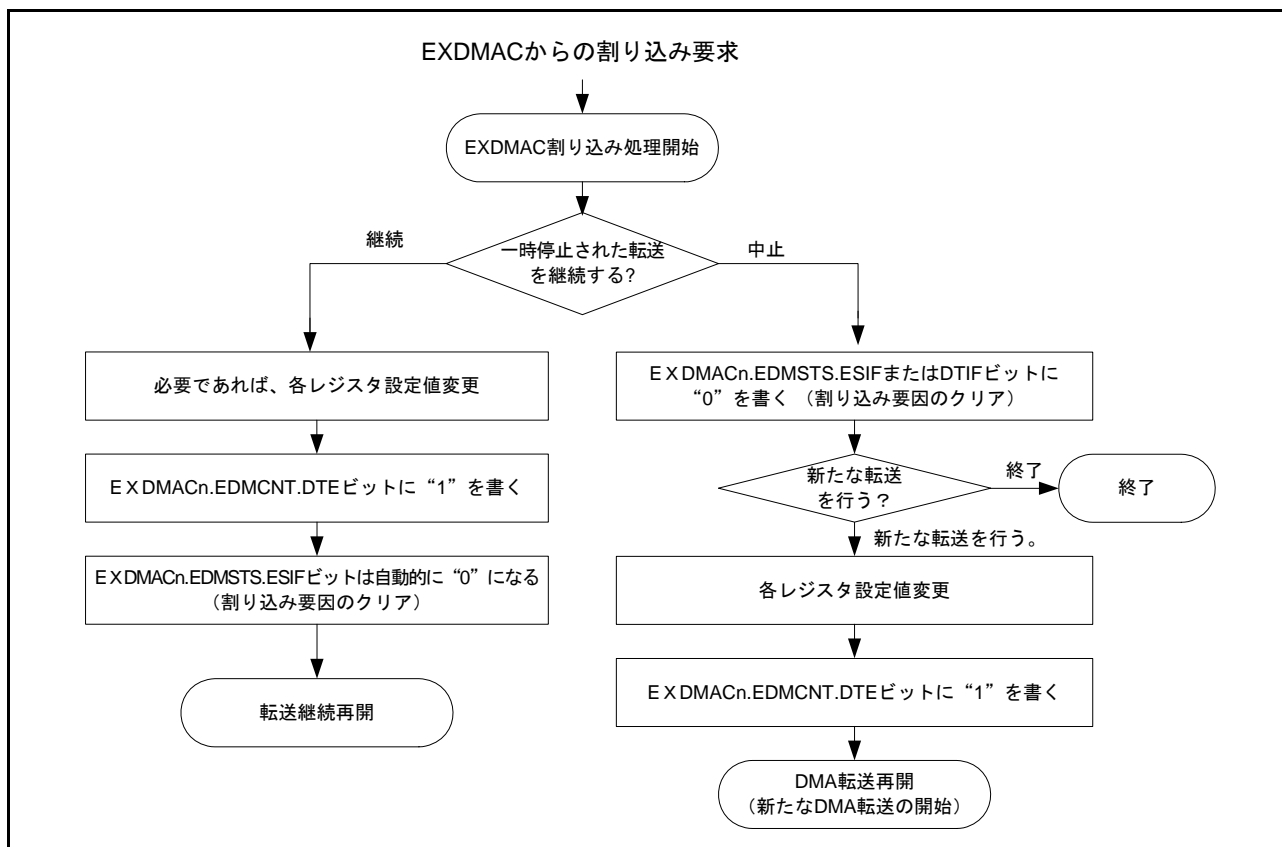 EXDMACからの割り込み要求
EXDMAC割り込み処理開始
継続
一時停止された転送
を継続する?
中止
必要であれば、各レジスタ設定値変更
EXDMACn.EDMCNT.DTEビットに“1”を書く
EXDMACn.EDMSTS.ESIFビットは自動的に“0”になる
（割り込み要因のクリア）
転送継続再開
EXDMACn.EDMSTS.ESIFまたはDTIFビットに
“0”を書く （割り込み要因のクリア）
新たな転送
を行う？
終了
終了
新たな転送を行う。
各レジスタ設定値変更
EXDMACn.EDMCNT.DTEビットに“1”を書く
DMA転送再開
（新たなDMA転送の開始）